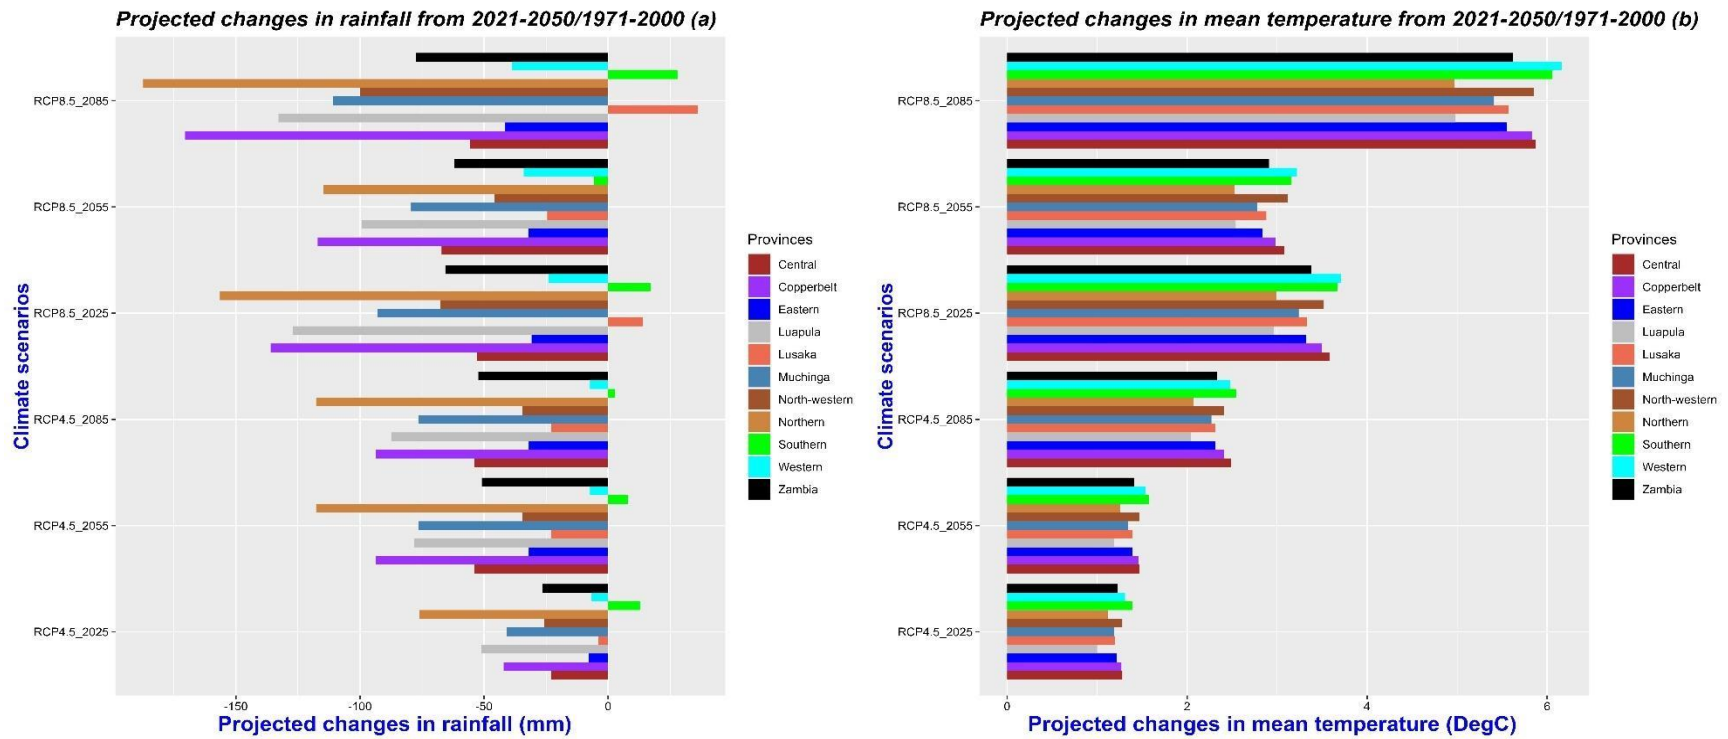 Projected changes in rainfall from 2021-2050/1971-2000 (a)
Climate scenarios
RCP8.5_2085
RCP8.5_2055
RCP8.5_2025
RCP4.5_2085
RCP4.5_2055
RCP4.5_2025
-150
-100
-50
0
Projected changes in rainfall (mm)
Provinces
Central
Copperbelt
Eastern
Luapula
Lusaka
Muchinga
North-western
Northern
Southern
Western
Zambia
Projected changes in mean temperature from 2021-2050/1971-2000 (b)
Climate scenarios
RCP8.5_2085
RCP8.5_2055
RCP8.5_2025
RCP4.5_2085
RCP4.5_2055
RCP4.5_2025
0
2
4
6
Projected changes in mean temperature (DegC)
Provinces
Central
Copperbelt
Eastern
Luapula
Lusaka
Muchinga
North-western
Northern
Southern
Western
Zambia